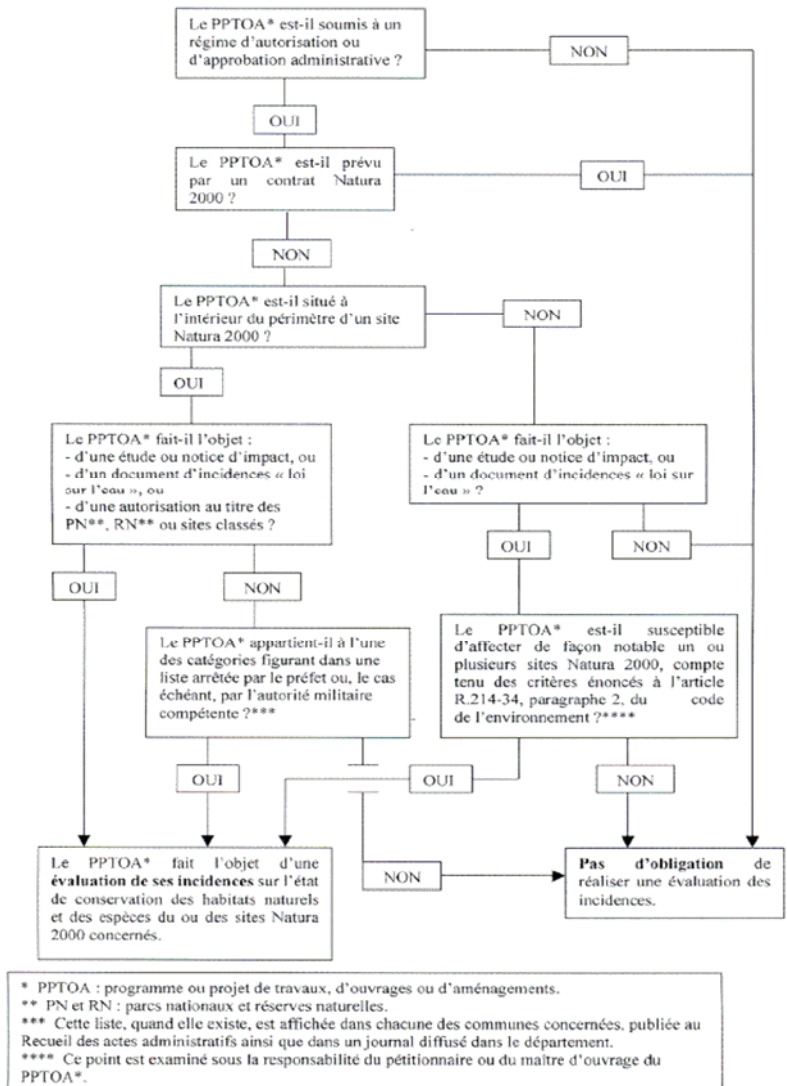 Le PPTOA* est-il soumis à un
régime d'autorisation ou
d'approbation administrative ?
NON
OUI
Le PPTOA* est-il prévu
par un contrat Natura
2000 ?
OUI
NON
Le PPTOA* est-il situé à
l'intérieur du périmètre d'un site
Natura 2000 ?
NON
OUI
Le PPTOA* fait-il l'objet :
- d'une étude ou notice d'impact, ou
- d'un document d'incidences « loi
sur l'eau », ou
- d'une autorisation au titre des
PN**, RN** ou sites classés ?
Le PPTOA* fait-il l'objet :
- d'une étude ou notice d'impact, ou
- d'un document d'incidences « loi sur
l'eau » ?
OUI
NON
OUI
NON
Le PPTOA* appartient-il à l'une
des catégories figurant dans une
liste arrêtée par le préfet ou, le cas
échéant, par l'autorité militaire
compétente ?***
Le PPTOA* est-il susceptible
d'affecter de façon notable un ou
plusieurs sites Natura 2000, compte
tenu des critères énoncés à l'article
R.214-34, paragraphe 2, du code
de l'environnement ?****
OUI
OUI
NON
Le PPTOA* fait l'objet d'une
évaluation de ses incidences sur l'état
de conservation des habitats naturels
et des espèces du ou des sites Natura
2000 concernés.
NON
Pas d'obligation de
réaliser une évaluation des
incidences.
* PPTOA : programme ou projet de travaux, d'ouvrages ou d'aménagements.
** PN et RN : parcs nationaux et réserves naturelles.
*** Cette liste, quand elle existe, est affichée dans chacune des communes concernées, publiée au
Recueil des actes administratifs ainsi que dans un journal diffusé dans le département.
**** Ce point est examiné sous la responsabilité du pétitionnaire ou du maître d'ouvrage du
PPTOA*.